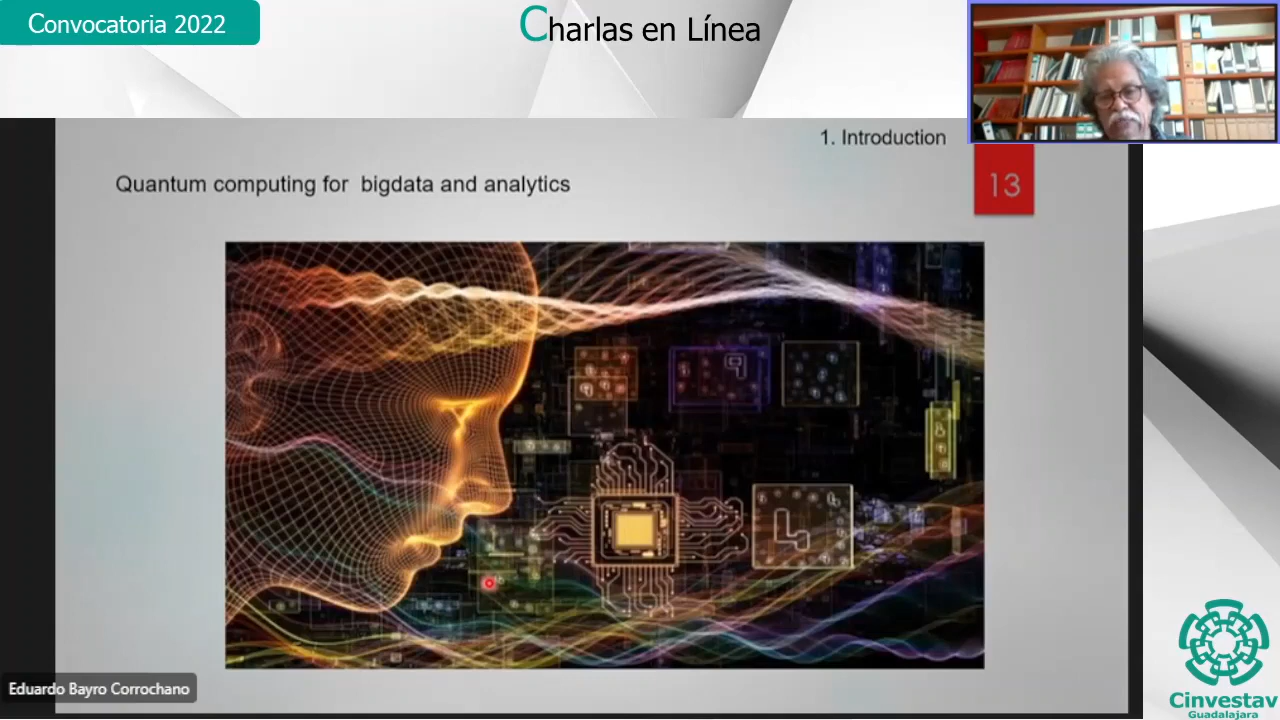 Convocatoria 2022
Charlas en Línea
1. Introduction
Quantum computing for bigdata and analytics
13
Eduardo Bayro Corrochano
Cinvestav
Guadalajara